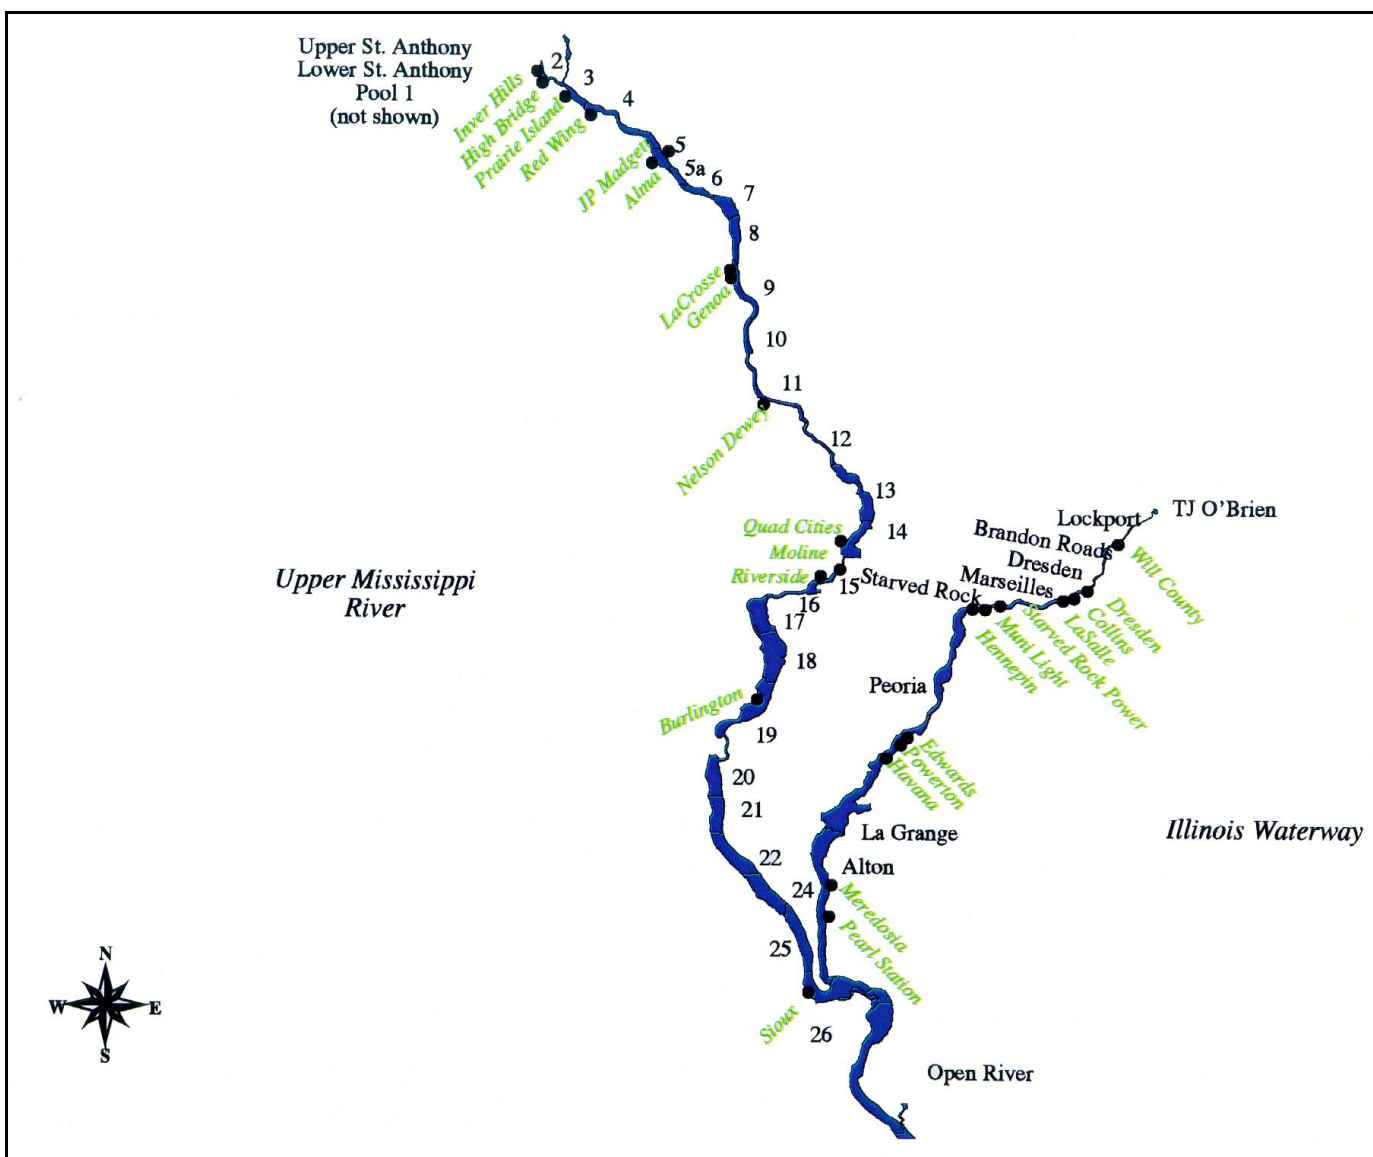 Upper St. Anthony
Lower St. Anthony
Pool 1
(not shown)
2
3
4
5
5a
6
7
8
9
10
11
12
13
14
15
16
17
18
19
20
21
22
24
25
26
Inver Hills
High Bridge
Prairie Island
Red Wing
JP Madgett
Alma
LaCrosse
Genoa
Nelson Dewey
Quad Cities
Moline
Riverside
Burlington
Sioux
Upper Mississippi
River
TJ O'Brien
Lockport
Brandon Roads
Dresden
Marseilles
Starved Rock
Peoria
La Grange
Alton
Will County
Dresden
Collins
LaSalle
Starved Rock Power
Muni Light
Hennepin
Edwards
Powerton
Havana
Meredosia
Pearl Station
Illinois Waterway
Open River
N
W
E
S